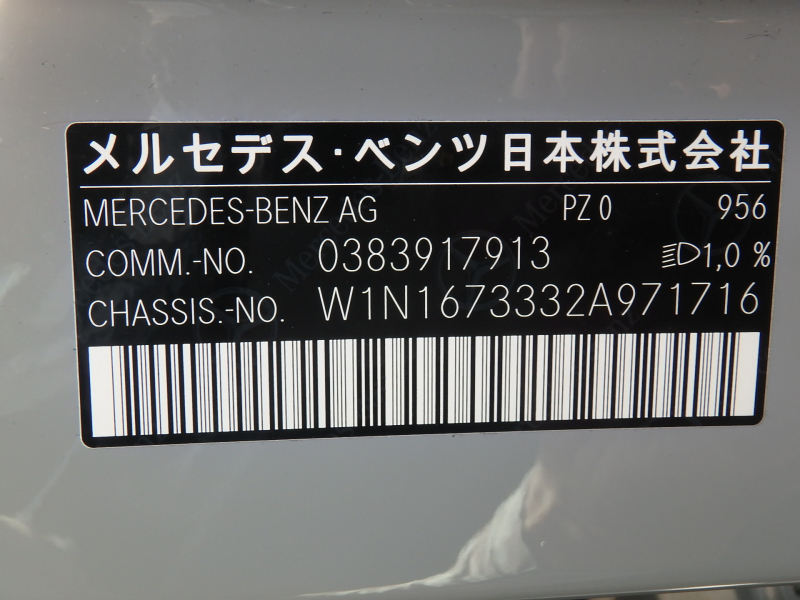 メルセデス・ベンツ日本株式会社
MERCEDES-BENZ AG PZ 0 956
COMM.-NO. 0383917913 1,0 %
CHASSIS.-NO. W1N1673332A971716